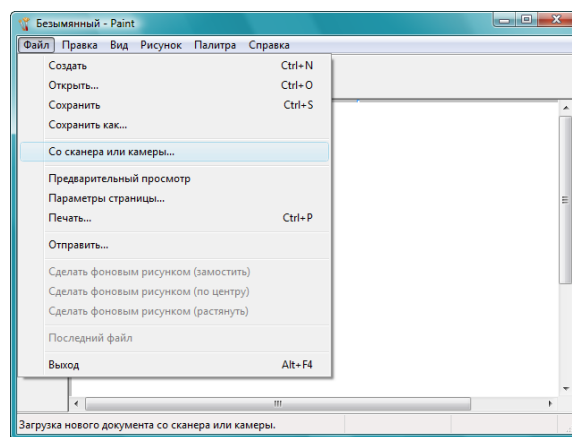 Безымянный - Paint
Файл Правка Вид Рисунок Палитра Справка
Создать Ctrl+N
Открыть... Ctrl+O
Сохранить Ctrl+S
Сохранить как...
Со сканера или камеры...
Предварительный просмотр
Параметры страницы...
Печать... Ctrl+P
Отправить...
Сделать фоновым рисунком (замостить)
Сделать фоновым рисунком (по центру)
Сделать фоновым рисунком (растянуть)
Последний файл
Выход Alt+F4
Загрузка нового документа со сканера или камеры.